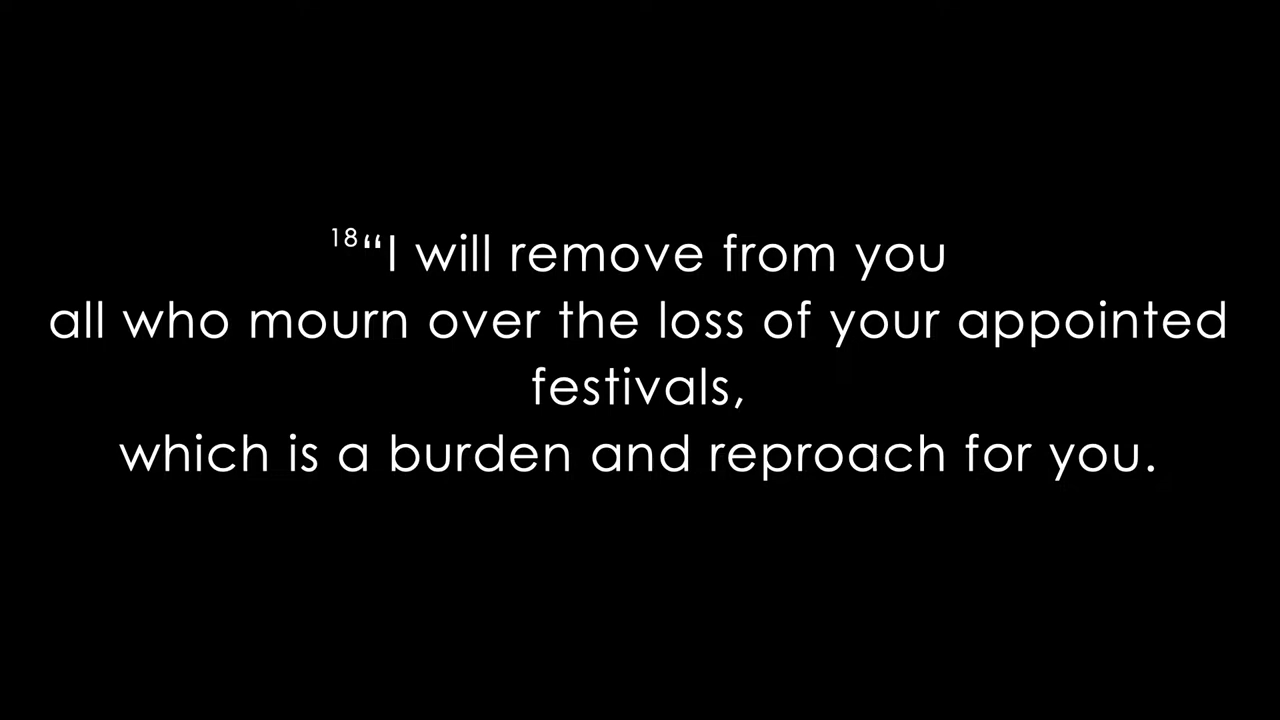 18“I will remove from you
all who mourn over the loss of your appointed
festivals,
which is a burden and reproach for you.